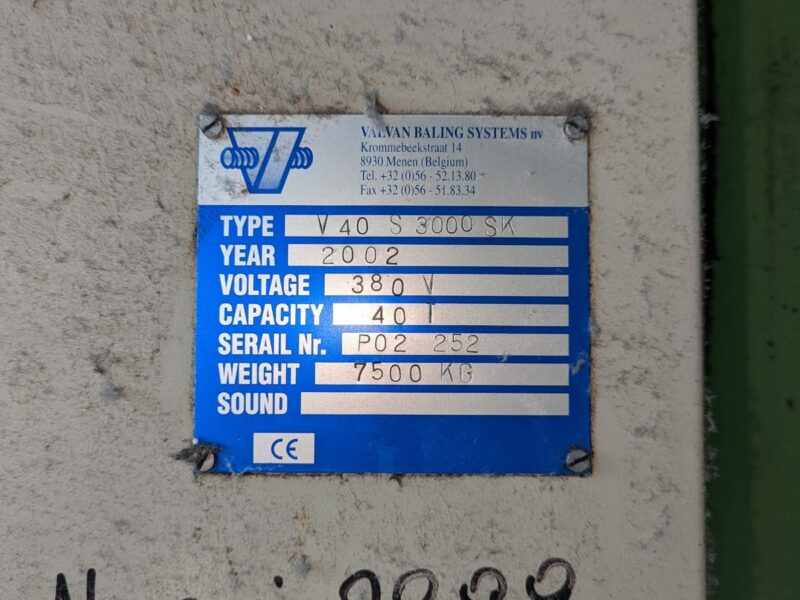 VALVAN BALING SYSTEMS nv
Krommebeekstraat 14
8930 Menen (Belgium)
Tel. +32 (0)56 - 52.13.80
Fax +32 (0)56 - 51.83.34
TYPE V40 S 3000 SK
YEAR 2002
VOLTAGE 380 V
CAPACITY 40 T
SERAIL Nr. P02 252
WEIGHT 7500 KG
SOUND
CE